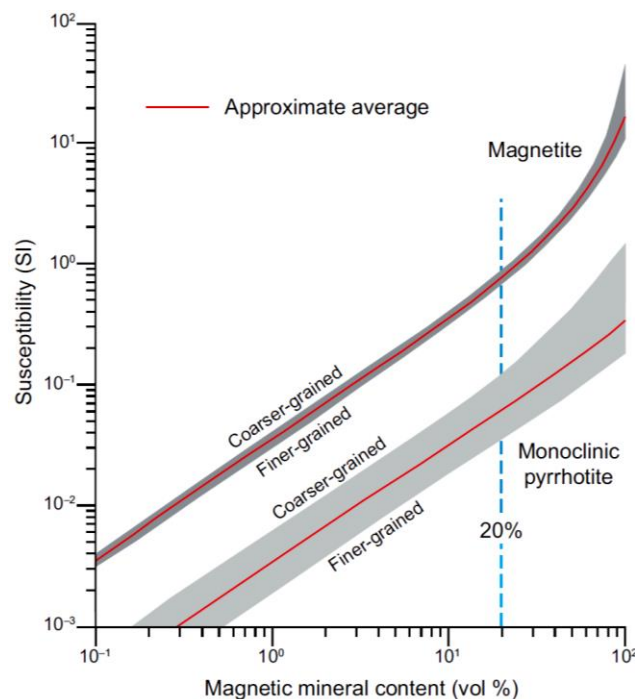 10²
Approximate average
10¹
Magnetite
10⁰
Susceptibility (SI)
10⁻¹
Coarser-grained
Finer-grained
Coarser-grained
Monoclinic
pyrrhotite
10⁻²
Finer-grained
20%
10⁻³
10⁻¹ 10⁰ 10¹ 10²
Magnetic mineral content (vol %)